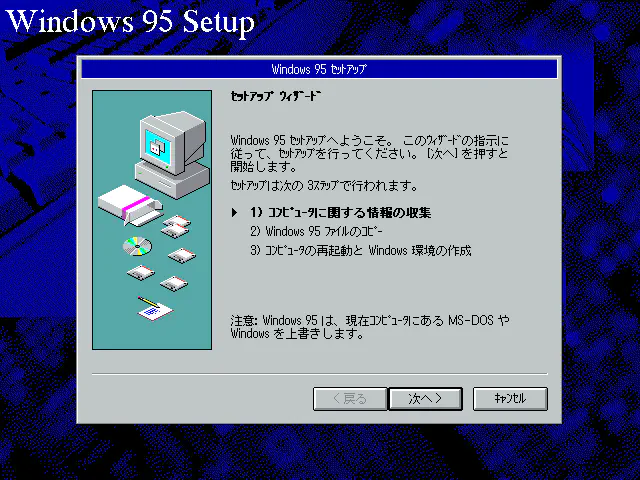 Windows 95 Setup
Windows 95 ｾｯﾄｱｯﾌﾟ
ｾｯﾄｱｯﾌﾟ ｳｨｻﾞｰﾄﾞ
Windows 95 ｾｯﾄｱｯﾌﾟへようこそ。 このｳｨｻﾞｰﾄﾞの指示に
従って、ｾｯﾄｱｯﾌﾟを行ってください。 [次へ] を押すと
開始します。
ｾｯﾄｱｯﾌﾟは次の 3ｽﾃｯﾌﾟで行われます。
1) ｺﾝﾋﾟｭｰﾀに関する情報の収集
2) Windows 95 ﾌｧｲﾙのｺﾋﾟｰ
3) ｺﾝﾋﾟｭｰﾀの再起動と Windows 環境の作成
注意: Windows 95 は、現在ｺﾝﾋﾟｭｰﾀにある MS-DOS や
Windows を上書きします。
< 戻る 次へ > ｷｬﾝｾﾙ